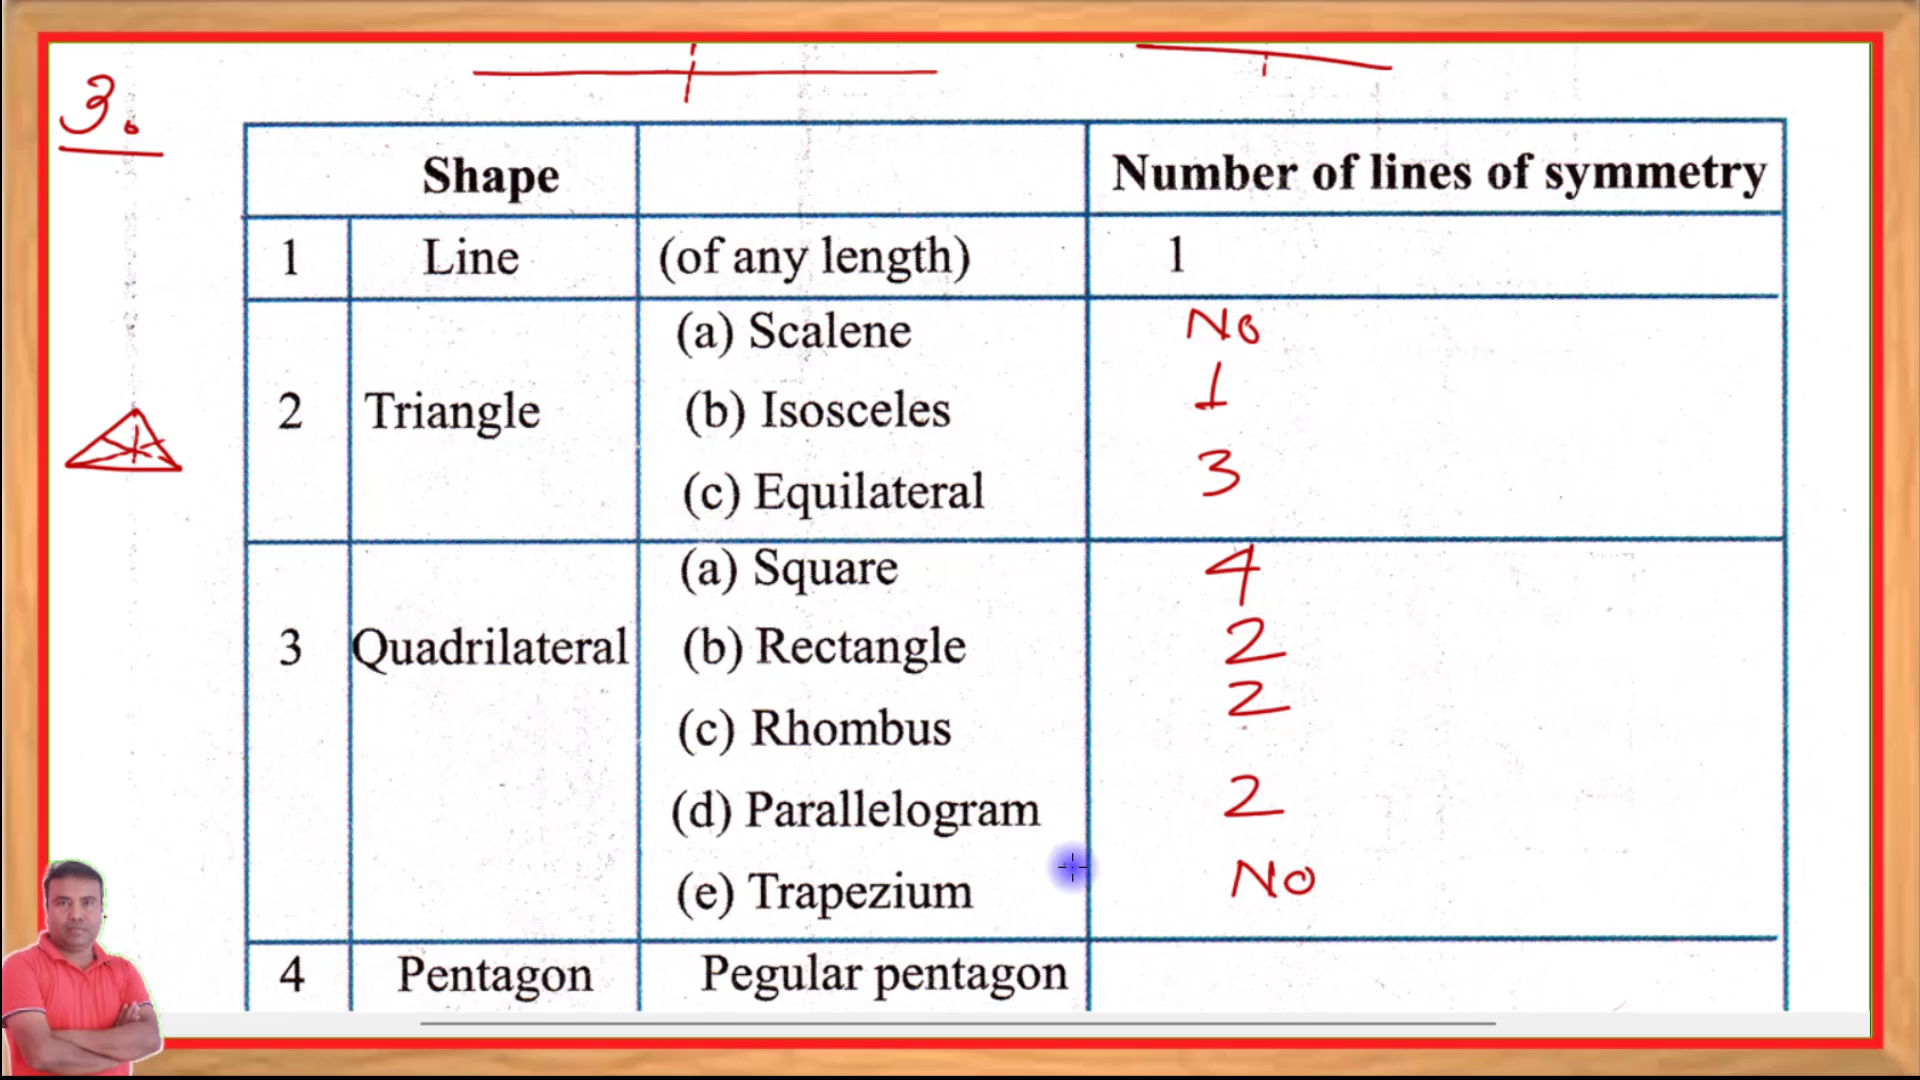 3.
Shape Number of lines of symmetry
1 Line (of any length) 1
(a) Scalene No
2 Triangle (b) Isosceles 1
(c) Equilateral 3
(a) Square 4
3 Quadrilateral (b) Rectangle 2
(c) Rhombus 2
(d) Parallelogram 2
(e) Trapezium No
4 Pentagon Pegular pentagon